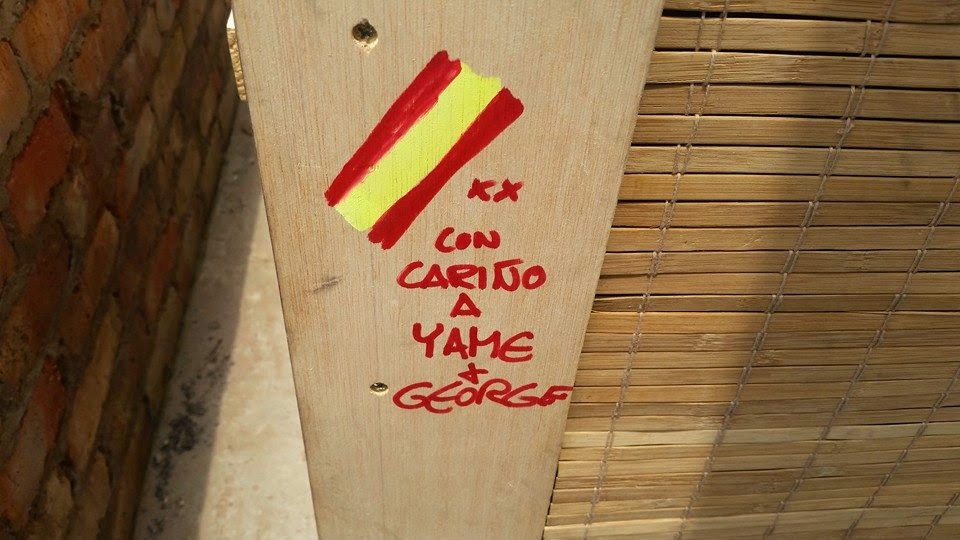 xx
CON
CARIÑO
A
YAME
+
GEORGE